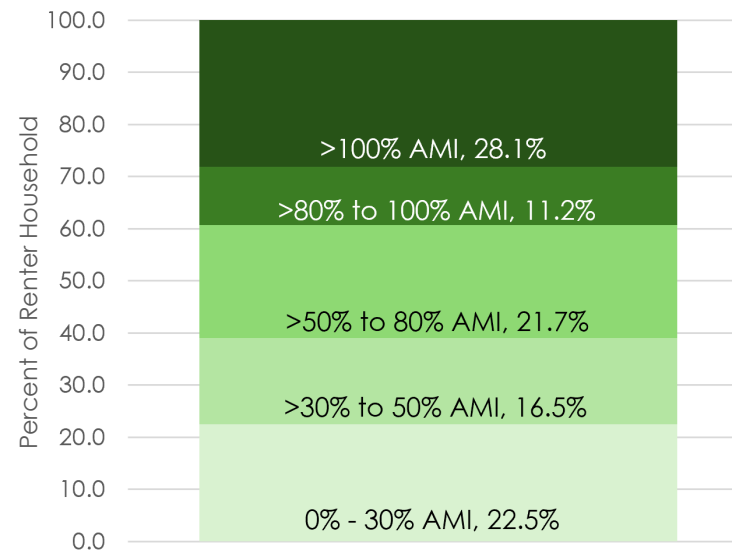 Percent of Renter Household
100.0
90.0
80.0
70.0
60.0
50.0
40.0
30.0
20.0
10.0
0.0
>100% AMI, 28.1%
>80% to 100% AMI, 11.2%
>50% to 80% AMI, 21.7%
>30% to 50% AMI, 16.5%
0% - 30% AMI, 22.5%